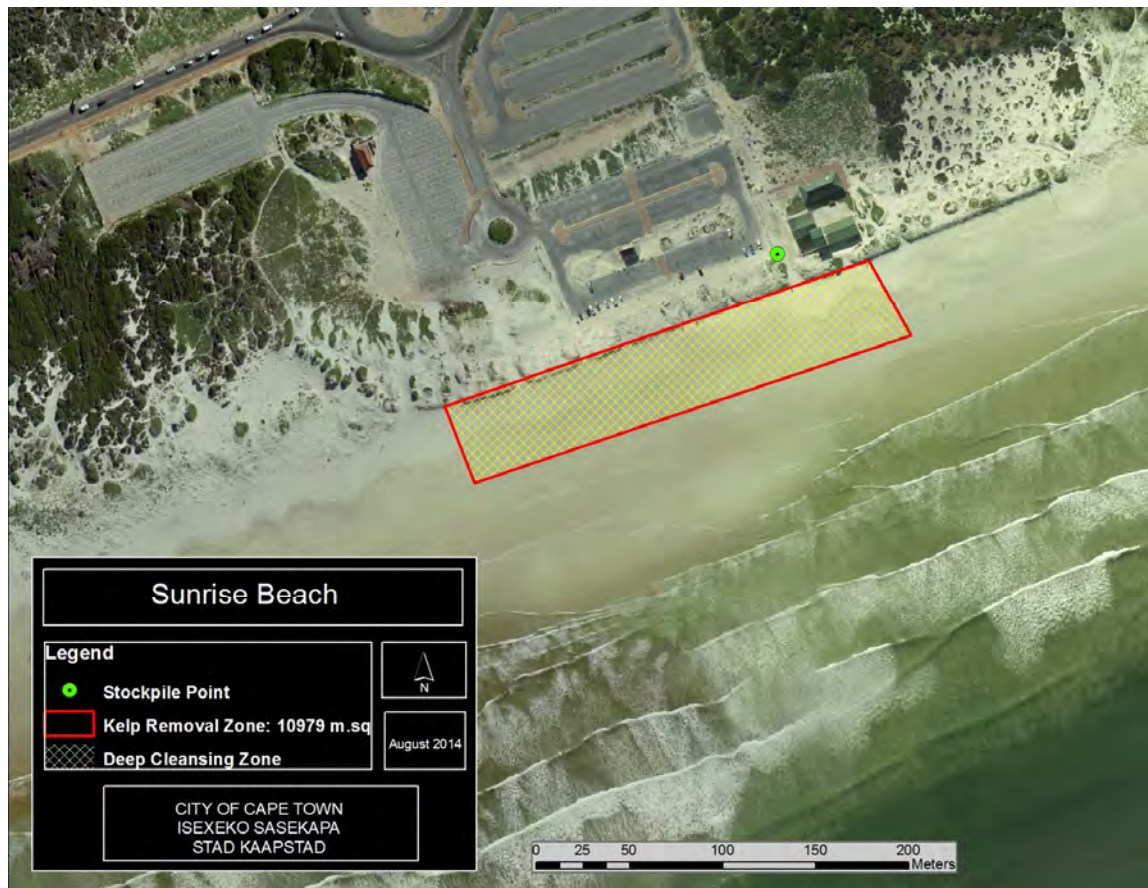 Sunrise Beach
Legend
Stockpile Point
Kelp Removal Zone: 10979 m.sq
Deep Cleansing Zone
N
August 2014
CITY OF CAPE TOWN
ISEXEKO SASEKAPA
STAD KAAPSTAD
0 25 50 100 150 200
Meters